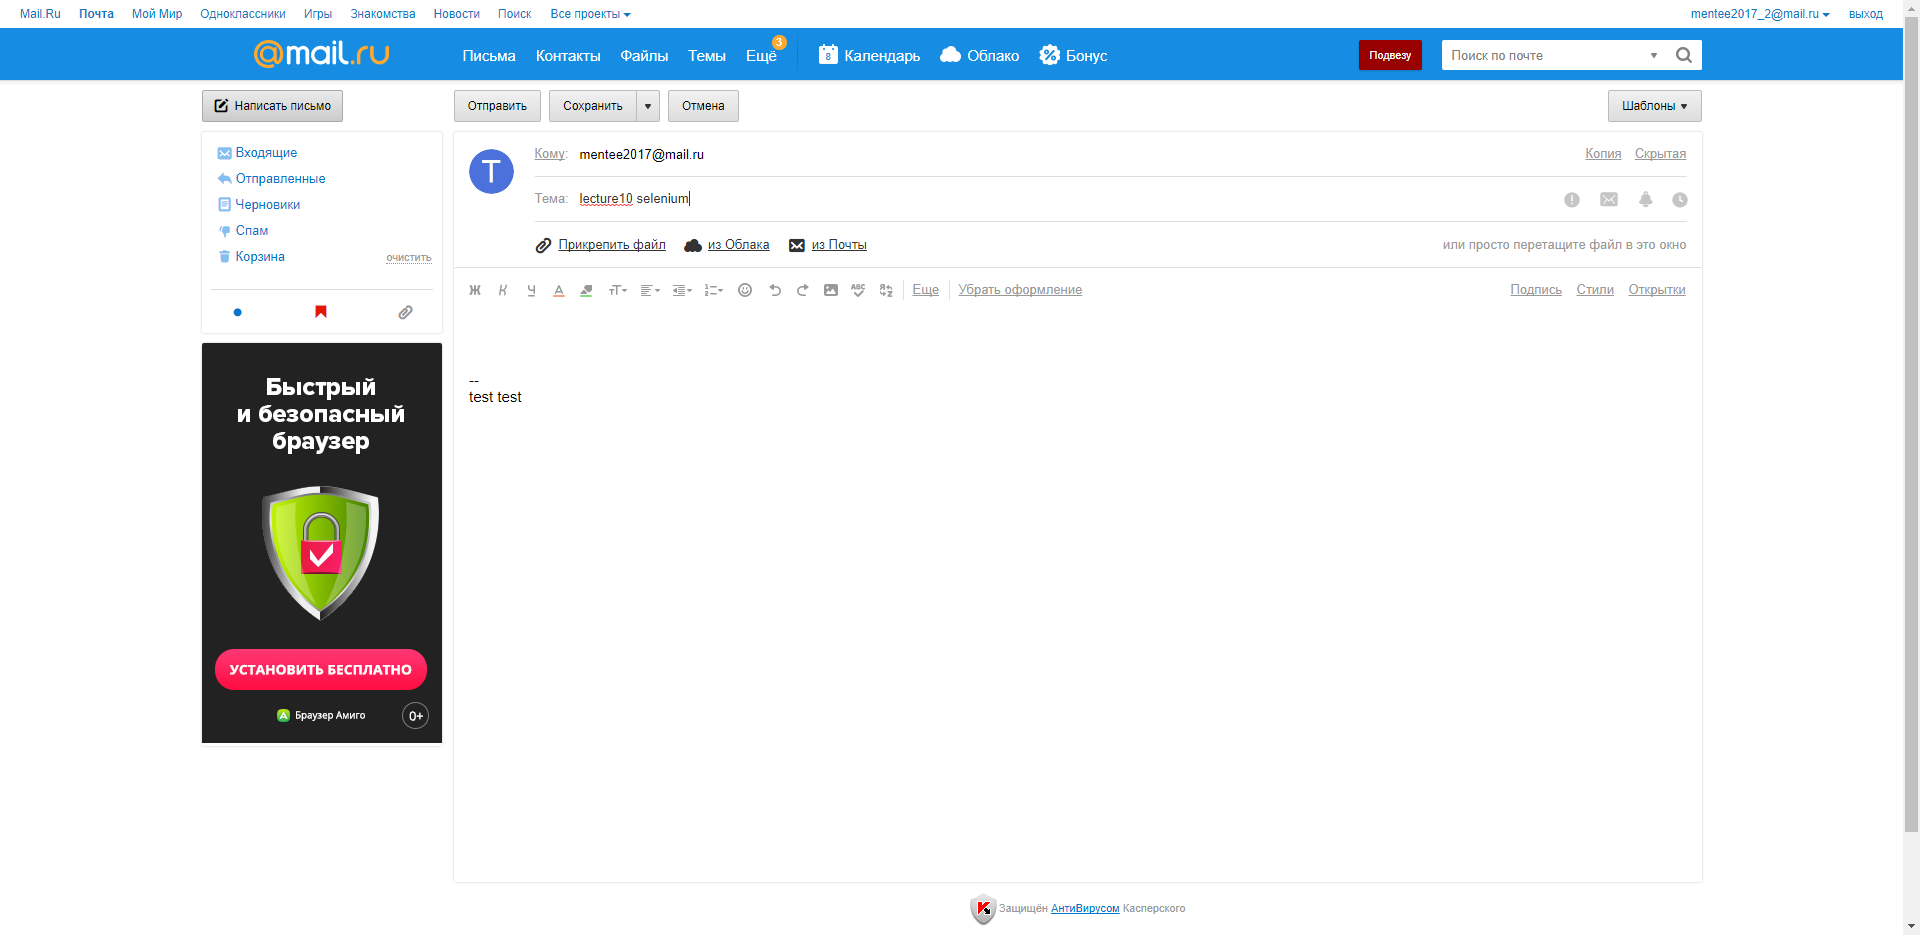 Mail.Ru Почта Мой Мир Одноклассники Игры Знакомства Новости Поиск Все проекты mentee2017_2@mail.ru выход
@mail.ru Письма Контакты Файлы Темы Ещё 3 8 Календарь Облако Бонус Подвезу Поиск по почте
Написать письмо Отправить Сохранить Отмена Шаблоны
Входящие
Отправленные
Черновики
Спам
Корзина очистить
T
Кому: mentee2017@mail.ru Копия Скрытая
Тема: lecture10 selenium
Прикрепить файл из Облака из Почты или просто перетащите файл в это окно
Ж К Ч А тТ ABC Еще Убрать оформление Подпись Стили Открытки
--
test test
Быстрый
и безопасный
браузер
УСТАНОВИТЬ БЕСПЛАТНО
Браузер Амиго 0+
Защищён АнтиВирусом Касперского